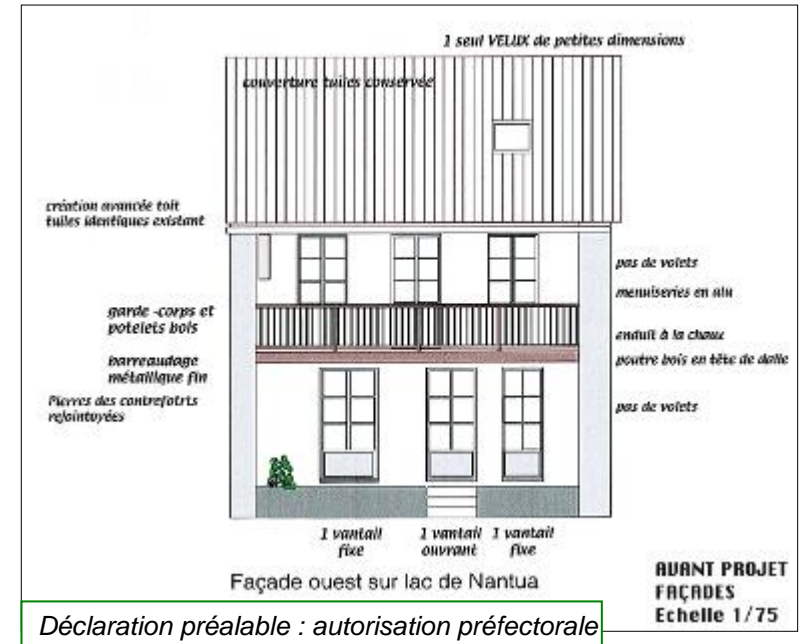 1 seul VELUX de petites dimensions
couverture tuiles conservée
création avancée toit
tuiles identiques existant
pas de volets
menuiseries en alu
garde -corps et
potelets bois
enduit à la chaux
barreaudage
métallique fin
poutre bois en tête de dalle
Pierres des contreforts
rejointoyées
pas de volets
1 vantail
fixe
1 vantail
ouvrant
1 vantail
fixe
Façade ouest sur lac de Nantua
AVANT PROJET
FAÇADES
Echelle 1/75
Déclaration préalable : autorisation préfectorale